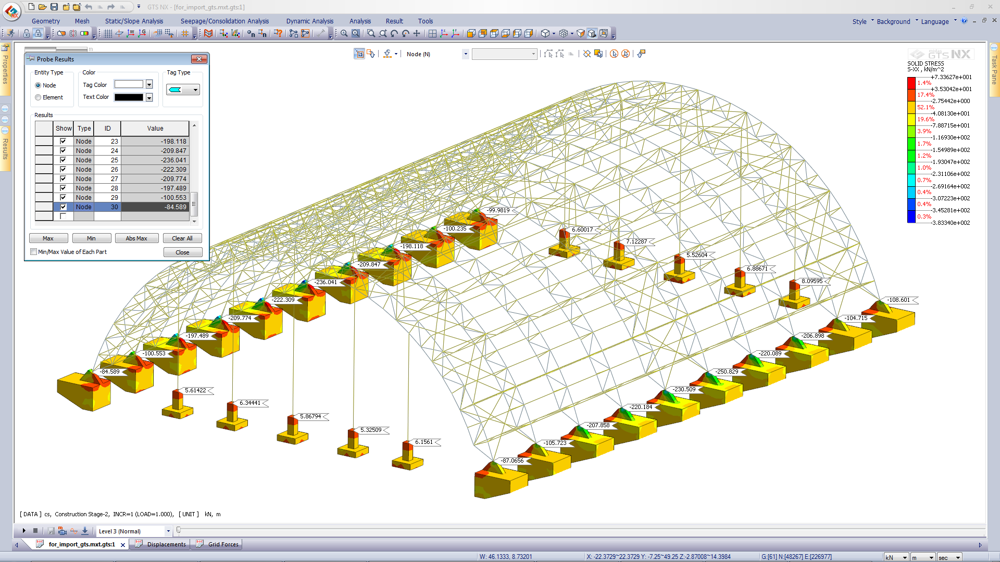 GTS NX - [for_import_gts.mxt.gts:1]
Geometry Mesh Static/Slope Analysis Seepage/Consolidation Analysis Dynamic Analysis Analysis Result Tools
Style Background Language
Properties
Results
Task Pane
Node (N)
m
Probe Results
Entity Type
Node
Element
Color
Tag Color
Text Color
Tag Type
Results
Show Type ID Value
Node 23 -198.118
Node 24 -209.847
Node 25 -236.041
Node 26 -222.309
Node 27 -209.774
Node 28 -197.489
Node 29 -100.553
Node 30 -84.589
Max Min Abs Max Clear All
Min/Max Value of Each Part
Close
midas GTS NX
SOLID STRESS
S-XX , kN/m^2
+7.33627e+001
1.4%
+3.53042e+001
17.4%
-2.75442e+000
52.1%
-4.08130e+001
19.6%
-7.88715e+001
3.9%
-1.16930e+002
1.7%
-1.54989e+002
1.2%
-1.93047e+002
1.0%
-2.31106e+002
0.7%
-2.69164e+002
0.4%
-3.07223e+002
0.4%
-3.45281e+002
0.3%
-3.83340e+002
-99.9819
-100.235
-198.118
-209.847
-236.041
-222.309
-209.774
-197.489
-100.553
-84.589
6.60017
7.12287
5.52604
6.88671
8.09595
5.61422
6.34441
5.86794
5.32509
6.1561
-108.601
-104.715
-206.898
-220.089
-250.829
-230.509
-220.184
-207.858
-105.723
-87.0656
[ DATA ] cs, Construction Stage-2, INCR=1 (LOAD=1.000), [ UNIT ] kN, m
Level 3 (Normal)
for_import_gts.mxt.gts:1 Displacements Grid Forces
W: 46.1333, 8.73201 X: -22.3729~22.3729 Y: -7.25~49.25 Z:-2.87008~14.3984 G:[61] N:[48267] E:[226977] kN m sec